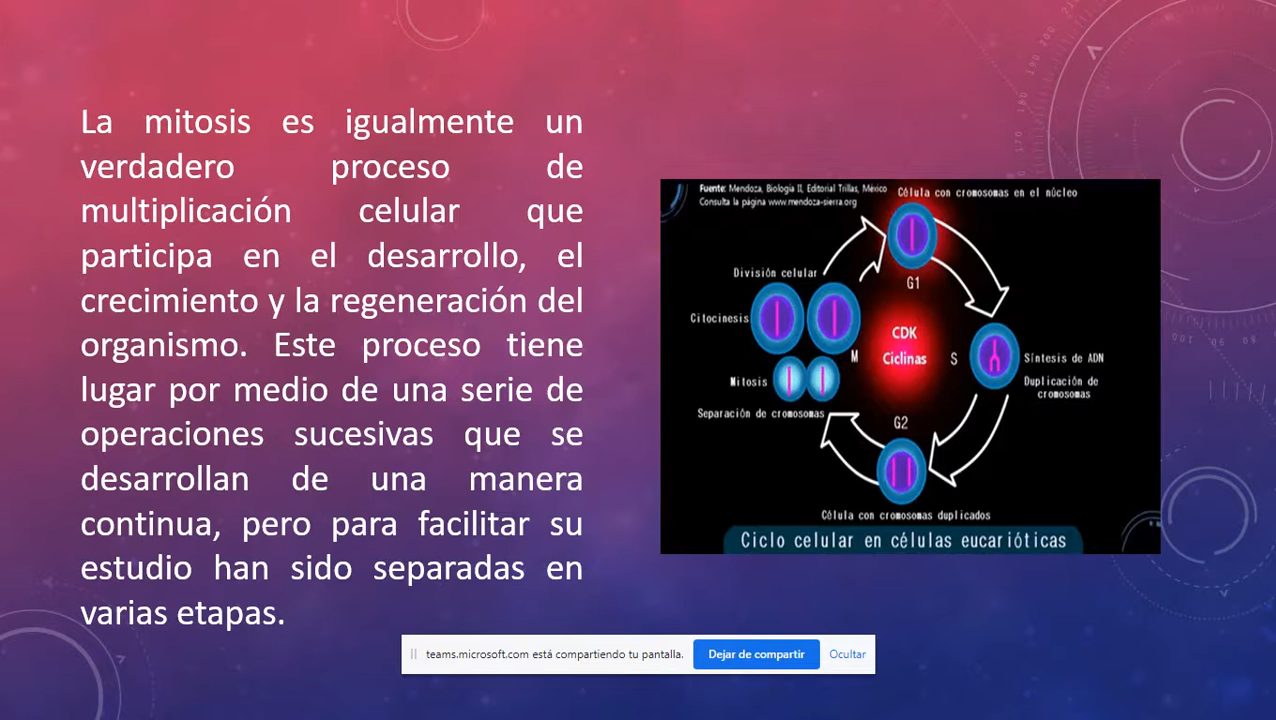 La mitosis es igualmente un
verdadero proceso de
multiplicación celular que
participa en el desarrollo, el
crecimiento y la regeneración del
organismo. Este proceso tiene
lugar por medio de una serie de
operaciones sucesivas que se
desarrollan de una manera
continua, pero para facilitar su
estudio han sido separadas en
varias etapas.
Fuente: Mendoza, Biología II, Editorial Trillas, México
Consulta la página www.mendoza-sierra.org
Célula con cromosomas en el núcleo
División celular
G1
Citocinesis
CDK
Ciclinas
M
S
Síntesis de ADN
Duplicación de
cromosomas
Mitosis
Separación de cromosomas
G2
Célula con cromosomas duplicados
Ciclo celular en células eucarióticas
teams.microsoft.com está compartiendo tu pantalla.
Dejar de compartir
Ocultar